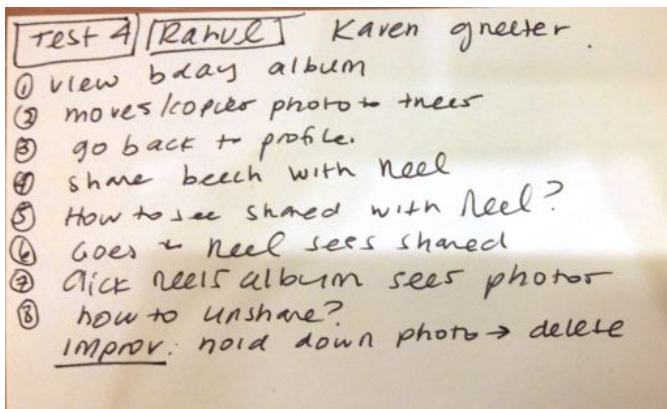 Test 4 Rahul Karen greeter.
① view bday album
② moves/copies photo to trees
③ go back to profile.
④ share beech with Neel
⑤ How to see shared with Neel?
⑥ Goes to Neel sees shared
⑦ Click neels album sees photos
⑧ how to unshare?
Improv: hold down photo → delete